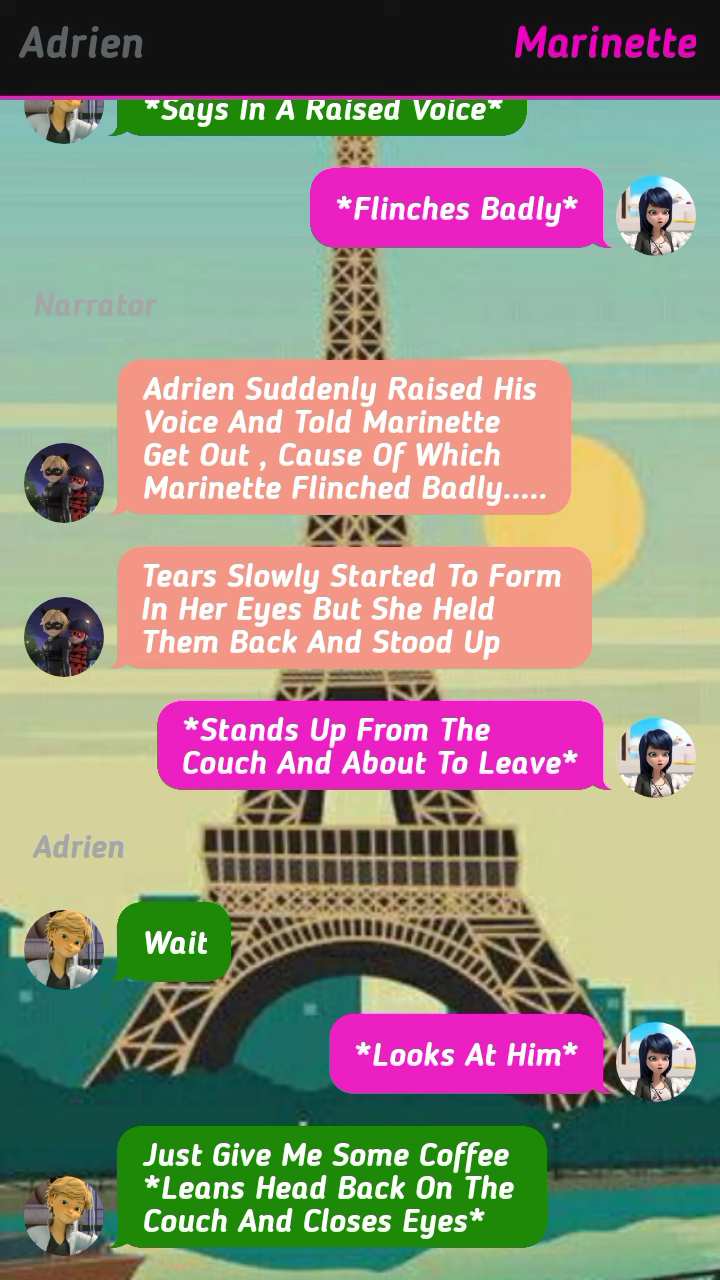 Adrien
Marinette
*Says In A Raised Voice*
*Flinches Badly*
Narrator
Adrien Suddenly Raised His
Voice And Told Marinette
Get Out , Cause Of Which
Marinette Flinched Badly.....
Tears Slowly Started To Form
In Her Eyes But She Held
Them Back And Stood Up
*Stands Up From The
Couch And About To Leave*
Adrien
Wait
*Looks At Him*
Just Give Me Some Coffee
*Leans Head Back On The
Couch And Closes Eyes*